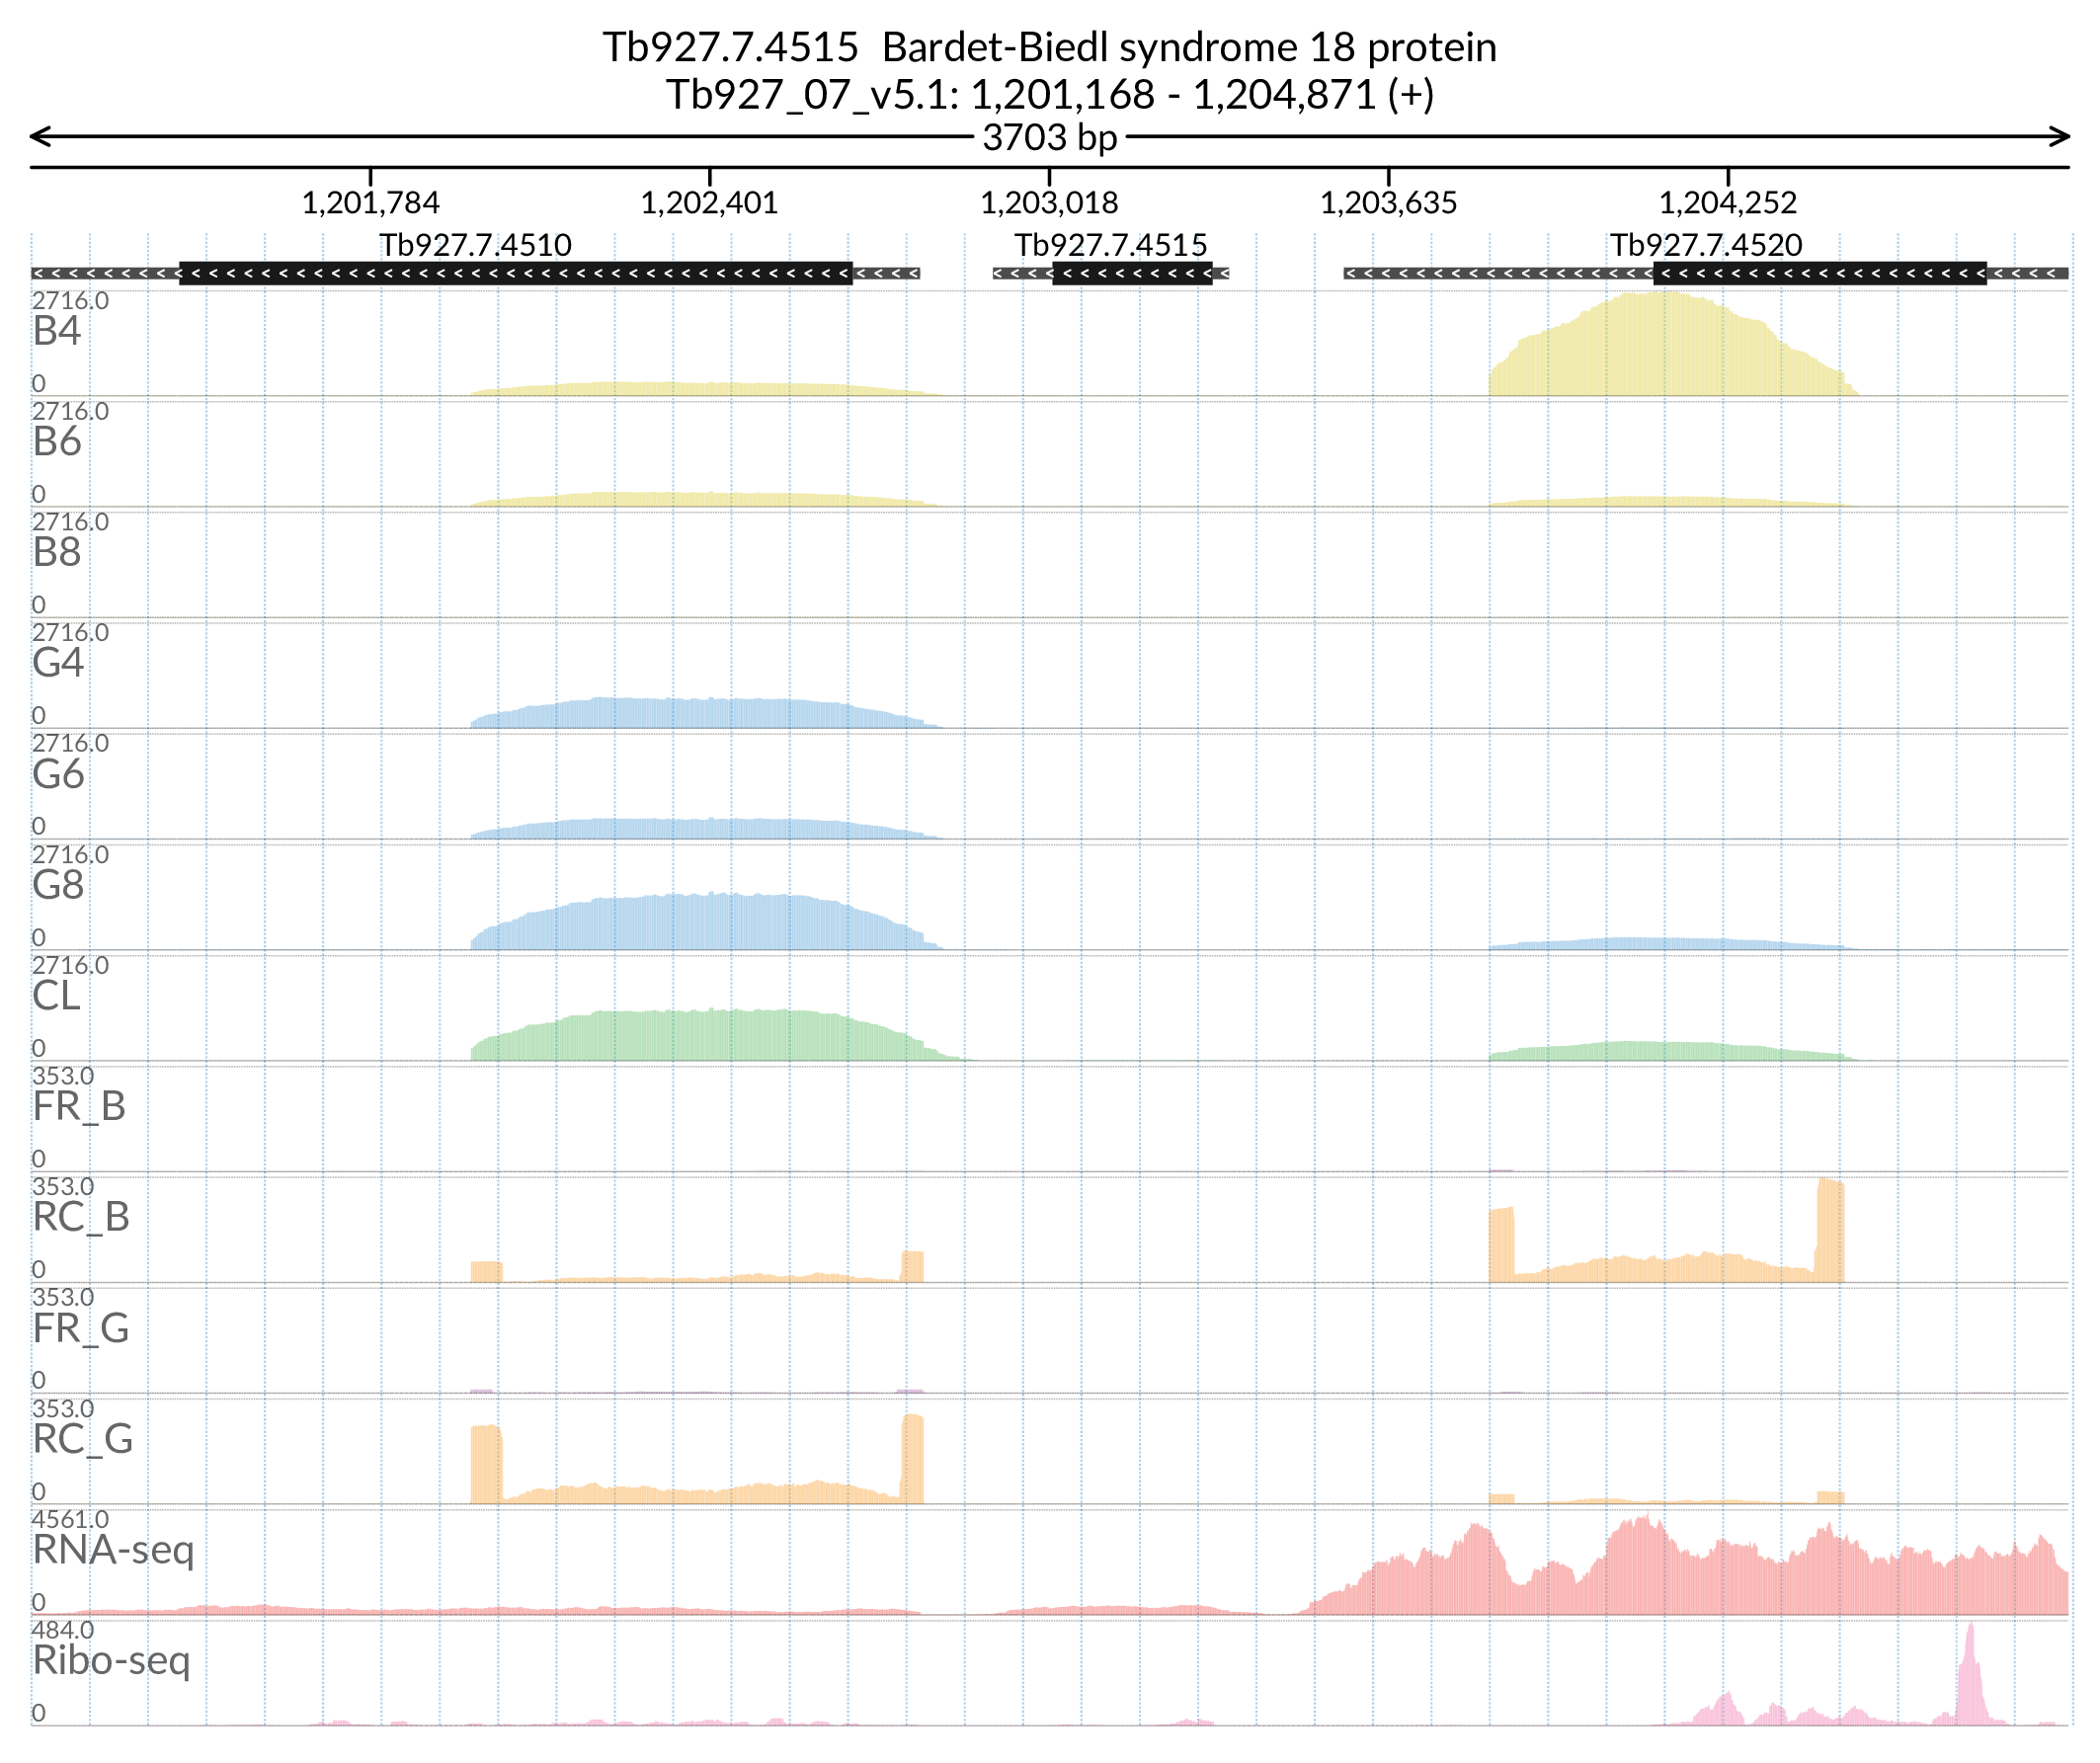 Tb927.7.4515  Bardet-Biedl syndrome 18 protein
Tb927_07_v5.1: 1,201,168 - 1,204,871 (+)
3703 bp
1,201,784 1,202,401 1,203,018 1,203,635 1,204,252
Tb927.7.4510 Tb927.7.4515 Tb927.7.4520
2716.0
B4
0
2716.0
B6
0
2716.0
B8
0
2716.0
G4
0
2716.0
G6
0
2716.0
G8
0
2716.0
CL
0
353.0
FR_B
0
353.0
RC_B
0
353.0
FR_G
0
353.0
RC_G
0
4561.0
RNA-seq
0
484.0
Ribo-seq
0